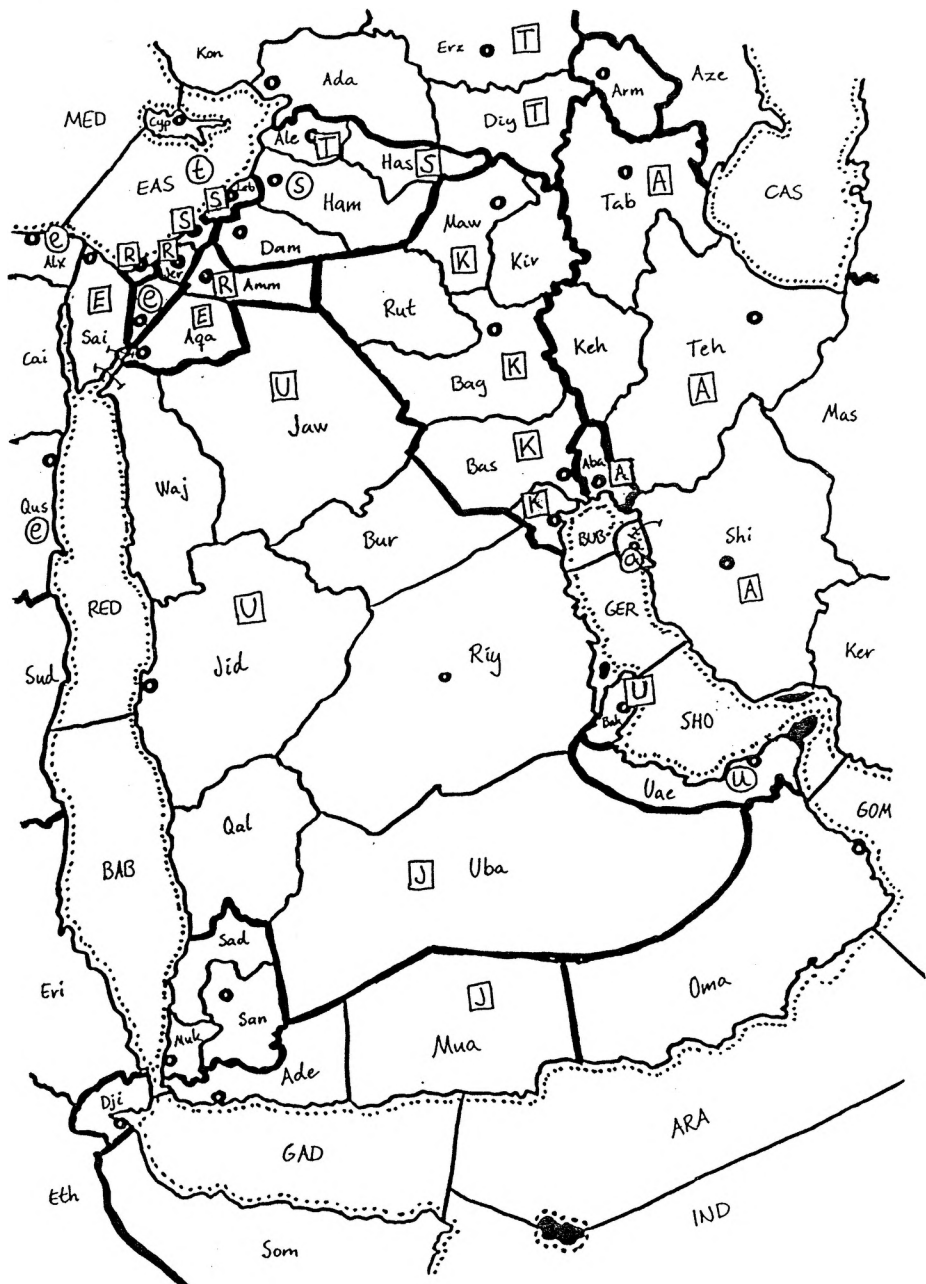 Kon
Erz T
Ada
Arm
Aze
MED
Cyp
Diy T
Ale T
Has S
EAS t
Leb
S
s
Ham
Tab A
CAS
S
Maw
K
Kir
e
Alx
Dam
R
R
Jer
R Amm
E
Sai
e
E
Aqa
Rut
Keh
Teh
A
Cai
Bag K
Mas
U
Jaw
Bas
K
Aba
A
Waj
K
Qus
e
Bur
BUB
a
Shi
A
RED
U
Jid
GER
Sud
Riy
Ker
U
Bah
SHO
u
Uae
GOM
Qal
BAB
J Uba
Sad
Eri
Oma
San
J
Mua
Muk
Ade
Dji
ARA
GAD
Eth
IND
Som